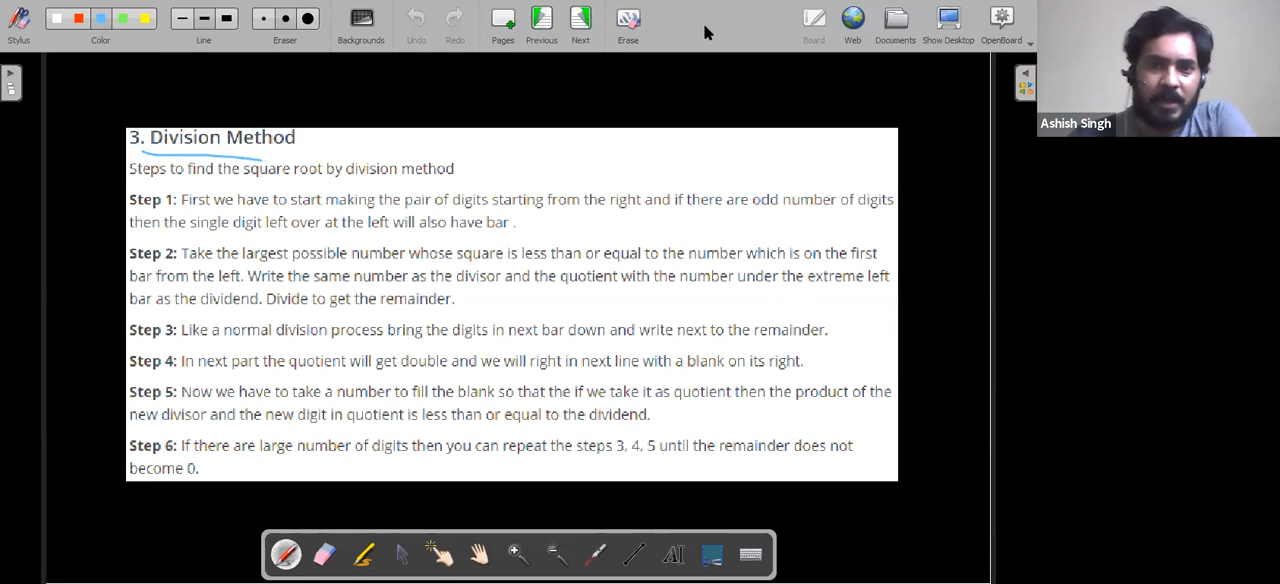 Stylus
Color
Line
Eraser
Backgrounds
Undo
Redo
Pages
Previous
Next
Erase
Board
Web
Documents
Show Desktop
OpenBoard
Ashish Singh
3. Division Method
Steps to find the square root by division method
Step 1: First we have to start making the pair of digits starting from the right and if there are odd number of digits
then the single digit left over at the left will also have bar .
Step 2: Take the largest possible number whose square is less than or equal to the number which is on the first
bar from the left. Write the same number as the divisor and the quotient with the number under the extreme left
bar as the dividend. Divide to get the remainder.
Step 3: Like a normal division process bring the digits in next bar down and write next to the remainder.
Step 4: In next part the quotient will get double and we will right in next line with a blank on its right.
Step 5: Now we have to take a number to fill the blank so that the if we take it as quotient then the product of the
new divisor and the new digit in quotient is less than or equal to the dividend.
Step 6: If there are large number of digits then you can repeat the steps 3, 4, 5 until the remainder does not
become 0.
AI